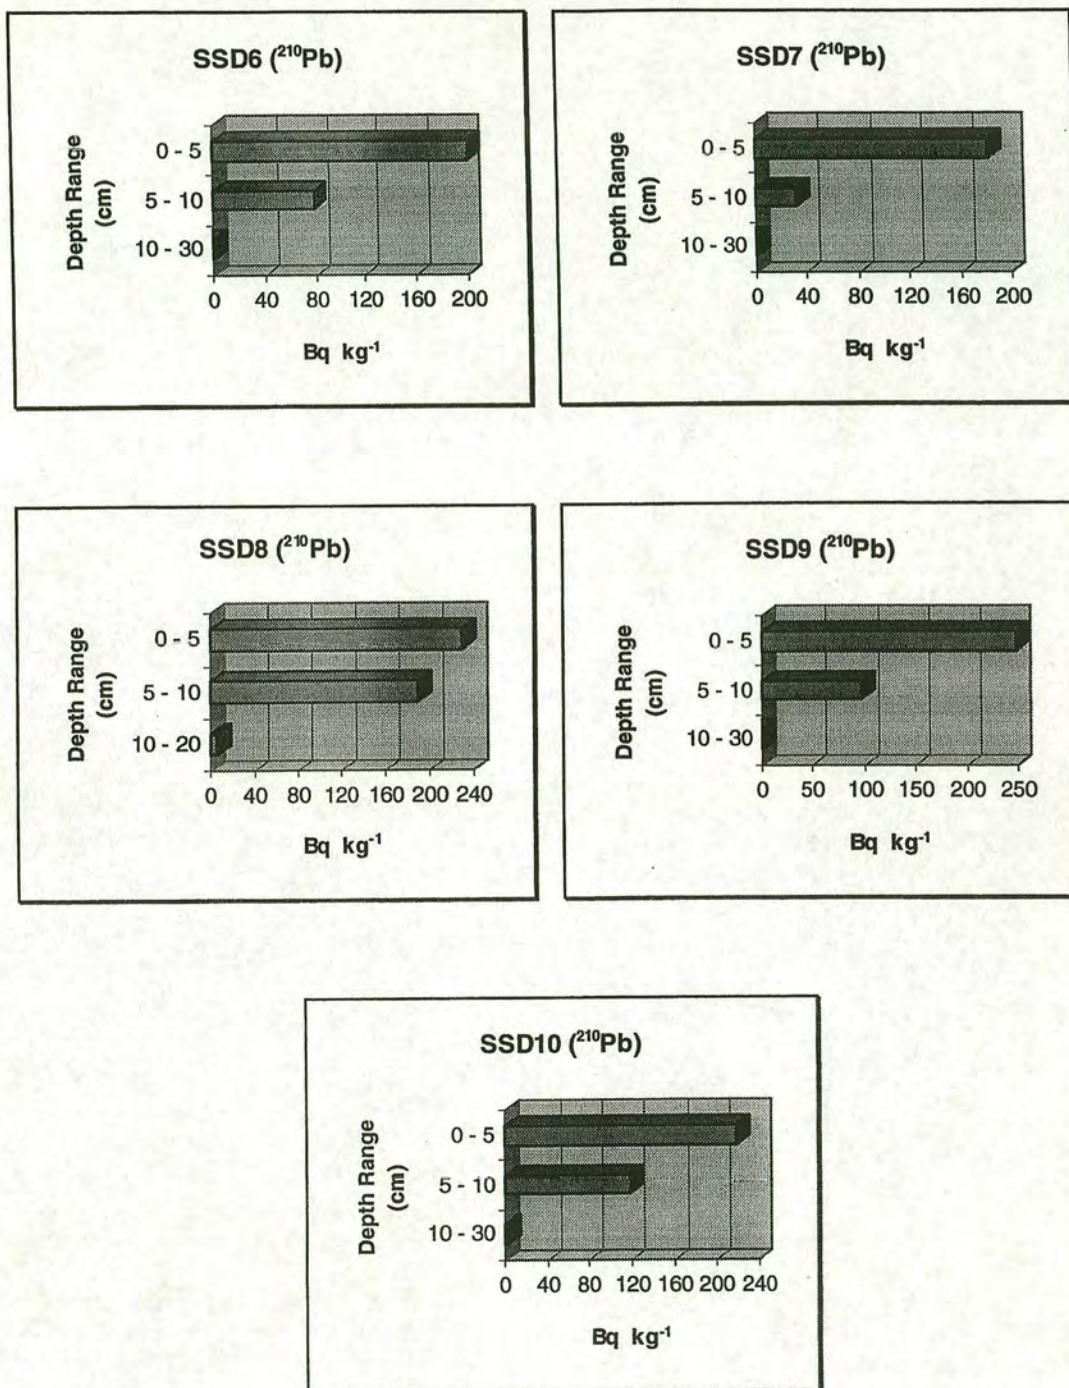 SSD6 (²¹⁰Pb)
Depth Range
(cm)
0 - 5
5 - 10
10 - 30
0 40 80 120 160 200
Bq kg⁻¹
SSD7 (²¹⁰Pb)
Depth Range
(cm)
0 - 5
5 - 10
10 - 30
0 40 80 120 160 200
Bq kg⁻¹
SSD8 (²¹⁰Pb)
Depth Range
(cm)
0 - 5
5 - 10
10 - 20
0 40 80 120 160 200 240
Bq kg⁻¹
SSD9 (²¹⁰Pb)
Depth Range
(cm)
0 - 5
5 - 10
10 - 30
0 50 100 150 200 250
Bq kg⁻¹
SSD10 (²¹⁰Pb)
Depth Range
(cm)
0 - 5
5 - 10
10 - 30
0 40 80 120 160 200 240
Bq kg⁻¹